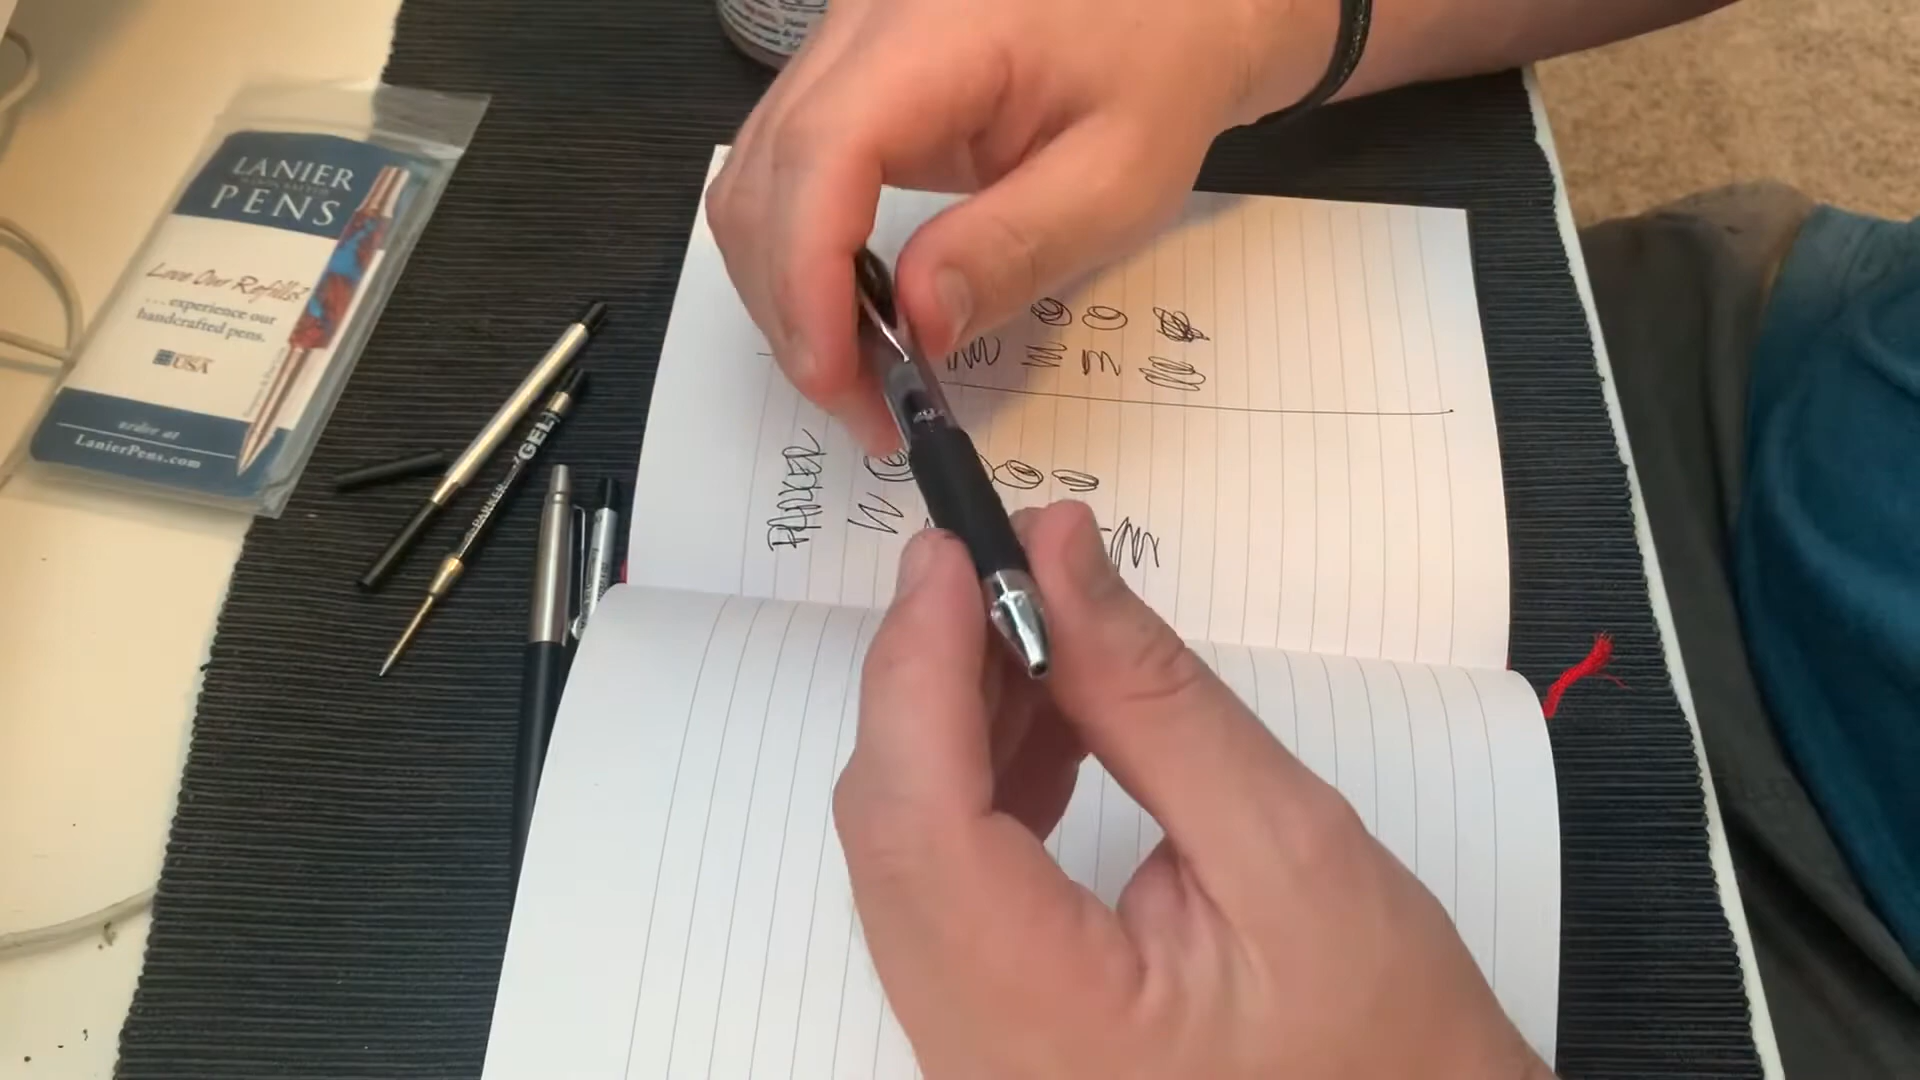 LANIER
PENS
Love Our Refills?
...experience our
handcrafted pens.
USA
order at
LanierPens.com
PARKER
GEL
PARKER